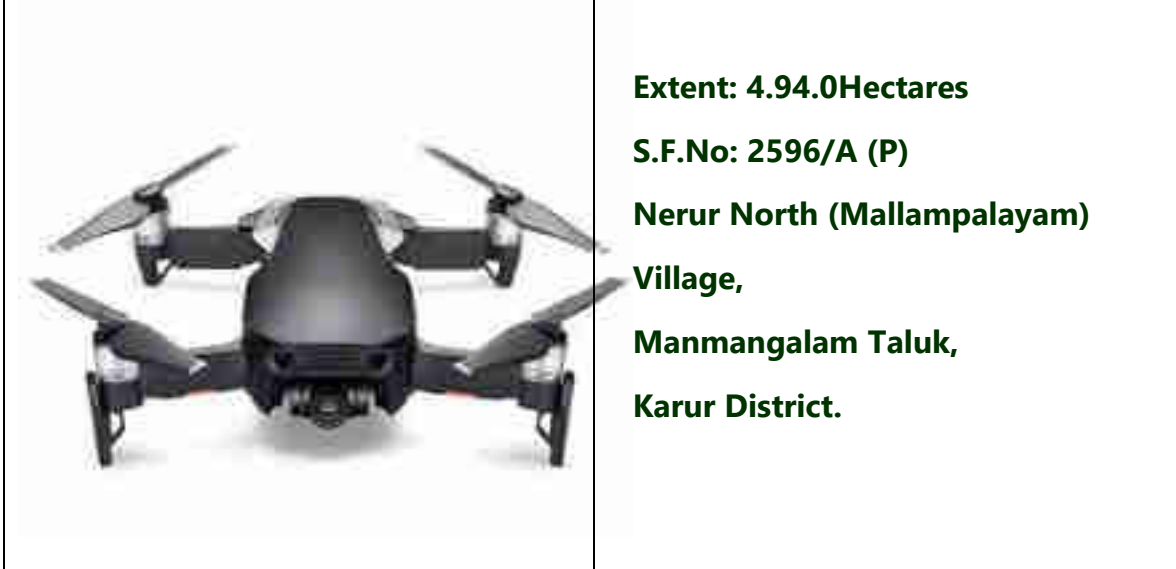 Extent: 4.94.0Hectares
S.F.No: 2596/A (P)
Nerur North (Mallampalayam)
Village,
Manmangalam Taluk,
Karur District.